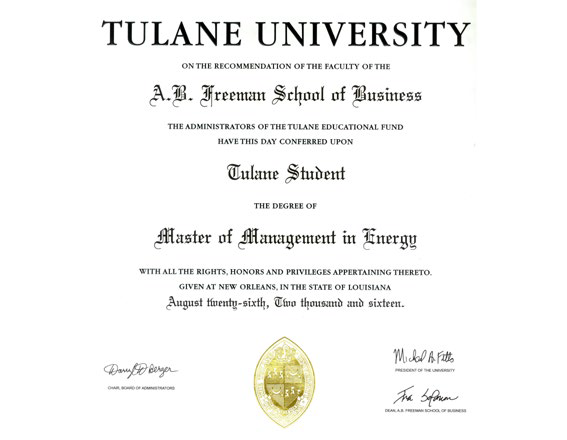 TULANE UNIVERSITY
ON THE RECOMMENDATION OF THE FACULTY OF THE
A.B. Freeman School of Business
THE ADMINISTRATORS OF THE TULANE EDUCATIONAL FUND
HAVE THIS DAY CONFERRED UPON
Tulane Student
THE DEGREE OF
Master of Management in Energy
WITH ALL THE RIGHTS, HONORS AND PRIVILEGES APPERTAINING THERETO.
GIVEN AT NEW ORLEANS, IN THE STATE OF LOUISIANA
August twenty-sixth, Two thousand and sixteen.
Darryl D Berger
CHAIR, BOARD OF ADMINISTRATORS
Michael A. Fitts
PRESIDENT OF THE UNIVERSITY
Ira Solomon
DEAN, A.B. FREEMAN SCHOOL OF BUSINESS